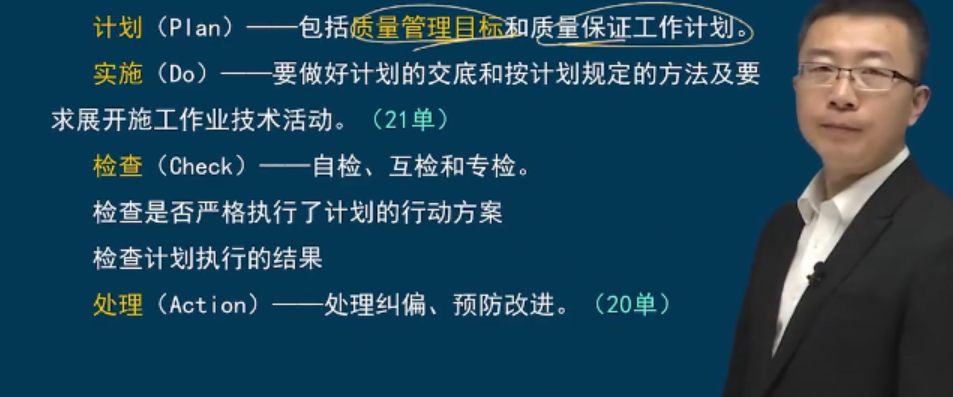 计划（Plan）——包括质量管理目标和质量保证工作计划。
实施（Do）——要做好计划的交底和按计划规定的方法及要
求展开施工作业技术活动。（21单）
检查（Check）——自检、互检和专检。
检查是否严格执行了计划的行动方案
检查计划执行的结果
处理（Action）——处理纠偏、预防改进。（20单）